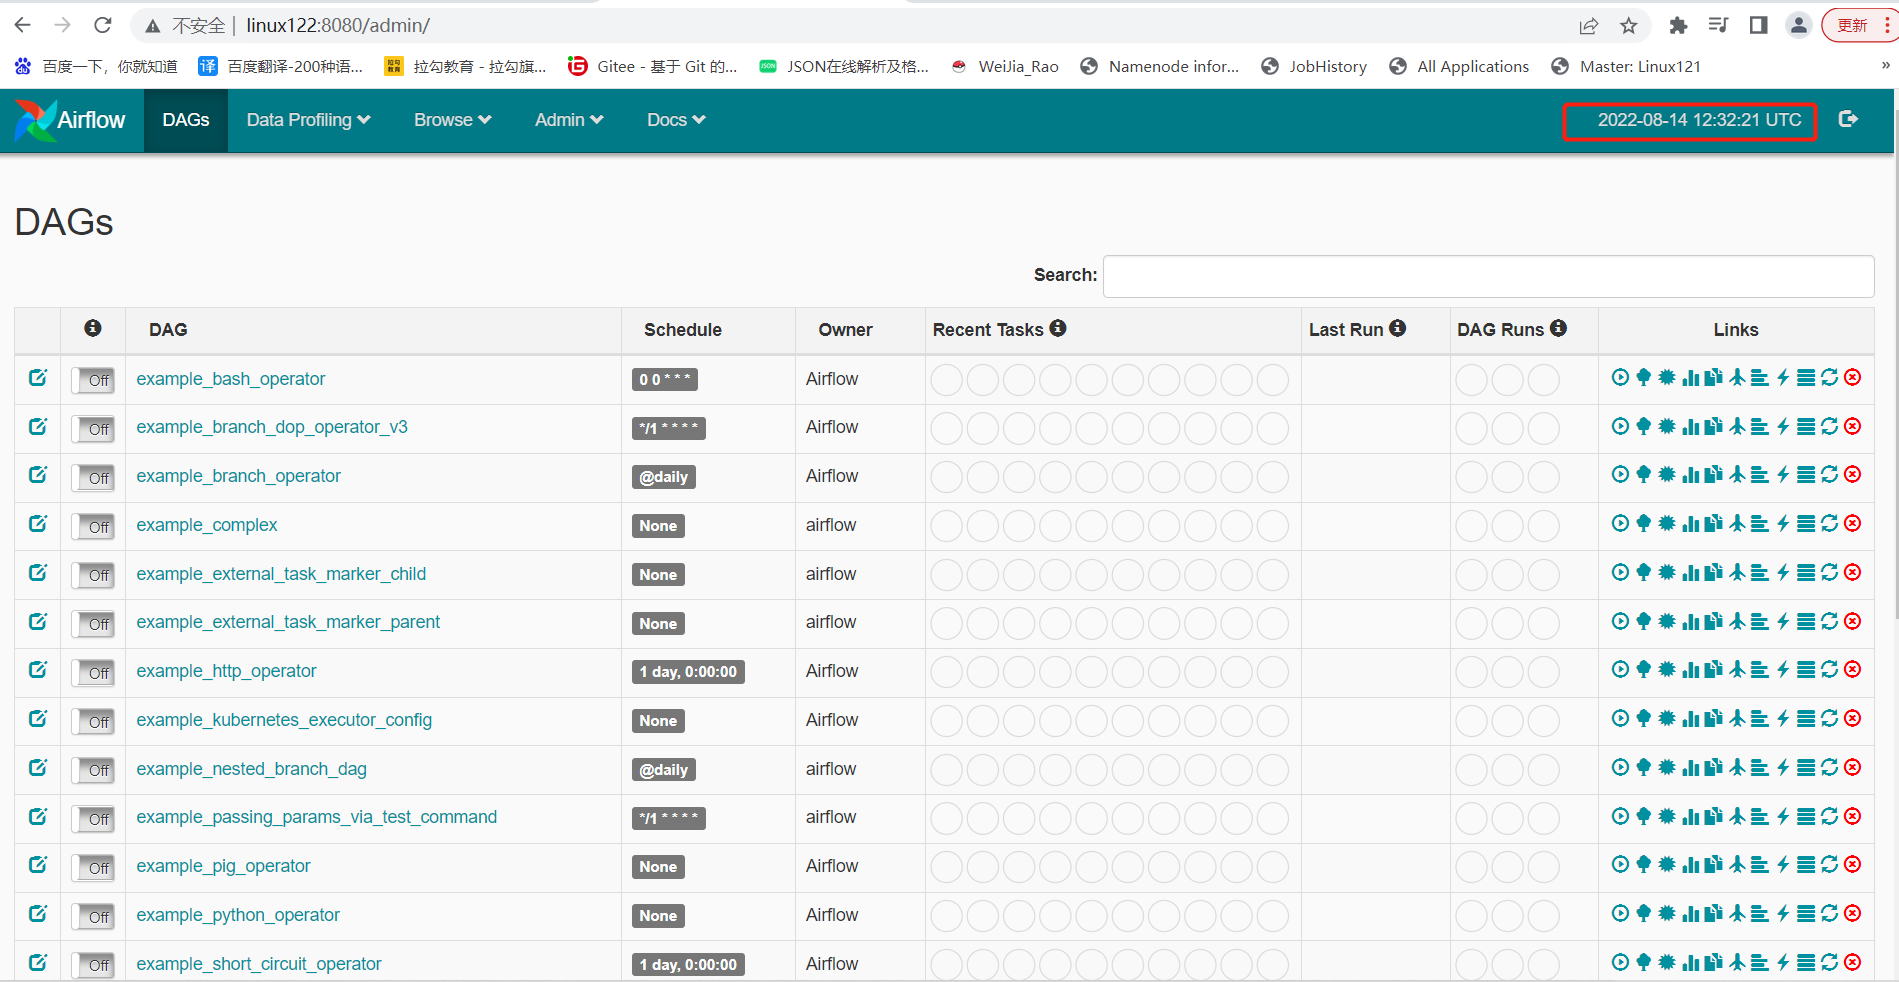 不安全 | linux122:8080/admin/ 更新
百度一下，你就知道 译 百度翻译-200种语... 拉勾教育 拉勾教育 - 拉勾旗... Gitee - 基于 Git 的... JSON JSON在线解析及格... WeiJia_Rao Namenode infor... JobHistory All Applications Master: Linux121 »
Airflow DAGs Data Profiling Browse Admin Docs 2022-08-14 12:32:21 UTC
DAGs
Search:
DAG Schedule Owner Recent Tasks Last Run DAG Runs Links
Off example_bash_operator 0 0 * * * Airflow
Off example_branch_dop_operator_v3 */1 * * * * Airflow
Off example_branch_operator @daily Airflow
Off example_complex None airflow
Off example_external_task_marker_child None airflow
Off example_external_task_marker_parent None airflow
Off example_http_operator 1 day, 0:00:00 Airflow
Off example_kubernetes_executor_config None Airflow
Off example_nested_branch_dag @daily airflow
Off example_passing_params_via_test_command */1 * * * * airflow
Off example_pig_operator None Airflow
Off example_python_operator None Airflow
Off example_short_circuit_operator 1 day, 0:00:00 Airflow